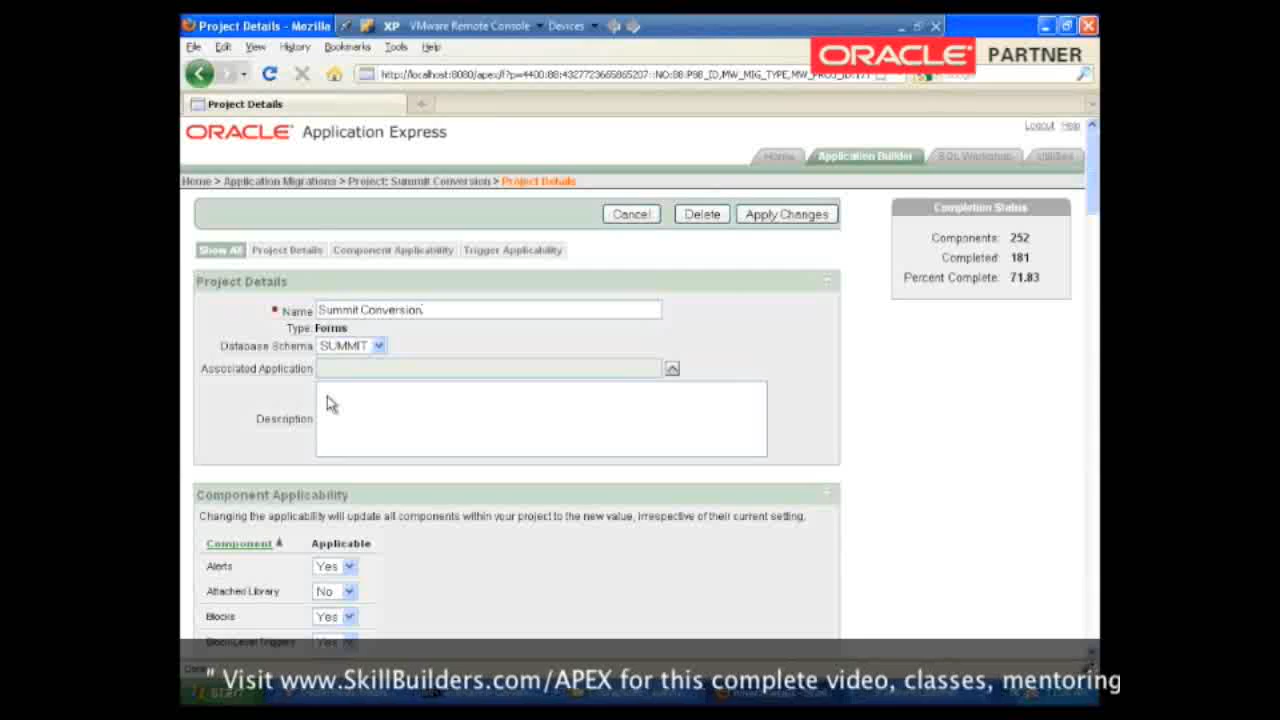 Project Details - Mozilla XP VMware Remote Console Devices
File Edit View History Bookmarks Tools Help
ORACLE PARTNER
Project Details
ORACLE Application Express
Logout Help
Home Application Builder SQL Workshop Utilities
Home > Application Migrations > Project: Summit Conversion > Project Details
Cancel Delete Apply Changes
Completion Status
Components: 252
Completed: 181
Percent Complete: 71.83
Show All Project Details Component Applicability Trigger Applicability
Project Details
Name Summit Conversion
Type: Forms
Database Schema SUMMIT
Associated Application
Description
Component Applicability
Changing the applicability will update all components within your project to the new value, irrespective of their current setting.
Component Applicable
Alerts Yes
Attached Library No
Blocks Yes
Block Level Triggers Yes
" Visit www.SkillBuilders.com/APEX for this complete video, classes, mentoring